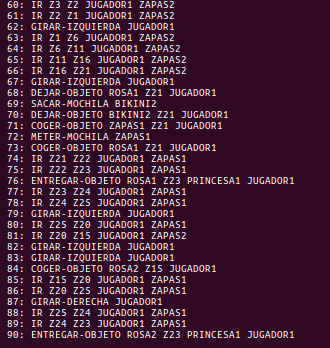 60: IR Z3 Z2 JUGADOR1 ZAPAS2
61: IR Z2 Z1 JUGADOR1 ZAPAS2
62: GIRAR-IZQUIERDA JUGADOR1
63: IR Z1 Z6 JUGADOR1 ZAPAS2
64: IR Z6 Z11 JUGADOR1 ZAPAS2
65: IR Z11 Z16 JUGADOR1 ZAPAS2
66: IR Z16 Z21 JUGADOR1 ZAPAS2
67: GIRAR-IZQUIERDA JUGADOR1
68: DEJAR-OBJETO ROSA1 Z21 JUGADOR1
69: SACAR-MOCHILA BIKINI2
70: DEJAR-OBJETO BIKINI2 Z21 JUGADOR1
71: COGER-OBJETO ZAPAS1 Z21 JUGADOR1
72: METER-MOCHILA ZAPAS1
73: COGER-OBJETO ROSA1 Z21 JUGADOR1
74: IR Z21 Z22 JUGADOR1 ZAPAS1
75: IR Z22 Z23 JUGADOR1 ZAPAS1
76: ENTREGAR-OBJETO ROSA1 Z23 PRINCESA1 JUGADOR1
77: IR Z23 Z24 JUGADOR1 ZAPAS1
78: IR Z24 Z25 JUGADOR1 ZAPAS1
79: GIRAR-IZQUIERDA JUGADOR1
80: IR Z25 Z20 JUGADOR1 ZAPAS1
81: IR Z20 Z15 JUGADOR1 ZAPAS2
82: GIRAR-IZQUIERDA JUGADOR1
83: GIRAR-IZQUIERDA JUGADOR1
84: COGER-OBJETO ROSA2 Z15 JUGADOR1
85: IR Z15 Z20 JUGADOR1 ZAPAS1
86: IR Z20 Z25 JUGADOR1 ZAPAS1
87: GIRAR-DERECHA JUGADOR1
88: IR Z25 Z24 JUGADOR1 ZAPAS1
89: IR Z24 Z23 JUGADOR1 ZAPAS1
90: ENTREGAR-OBJETO ROSA2 Z23 PRINCESA1 JUGADOR1